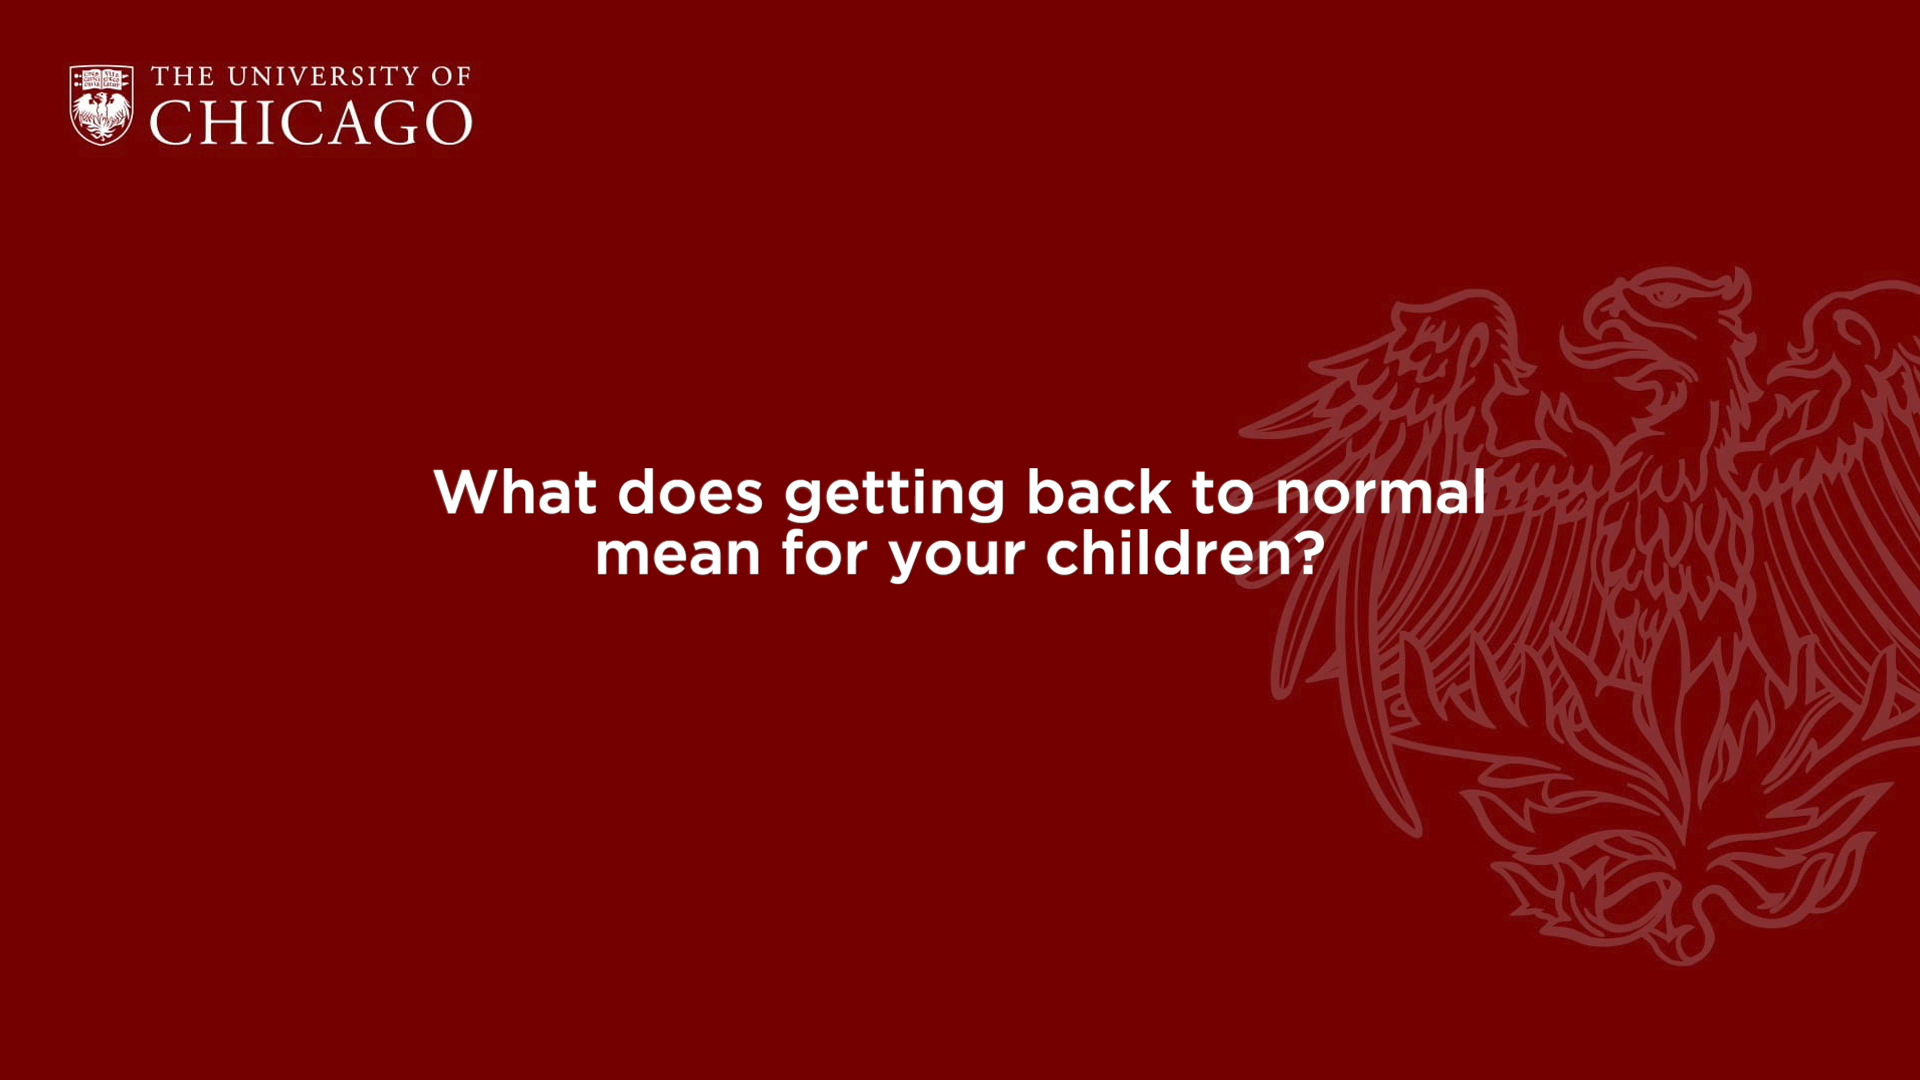 THE UNIVERSITY OF
CHICAGO
What does getting back to normal
mean for your children?